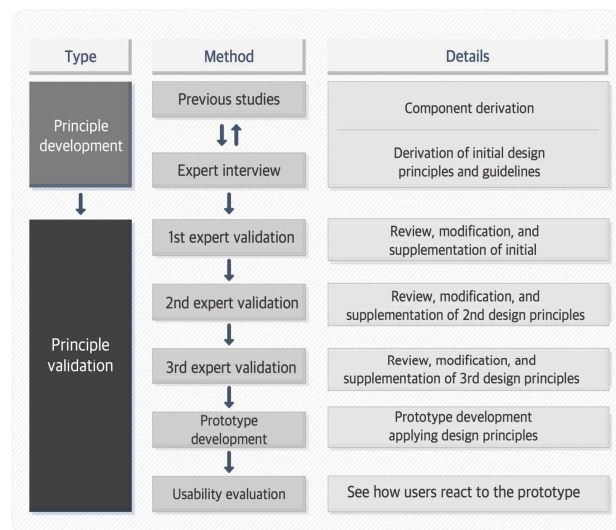 Type
Method
Details
Principle
development
Previous studies
Component derivation
Expert interview
Derivation of initial design
principles and guidelines
Principle
validation
1st expert validation
Review, modification, and
supplementation of initial
2nd expert validation
Review, modification, and
supplementation of 2nd design principles
3rd expert validation
Review, modification, and
supplementation of 3rd design principles
Prototype
development
Prototype development
applying design principles
Usability evaluation
See how users react to the prototype